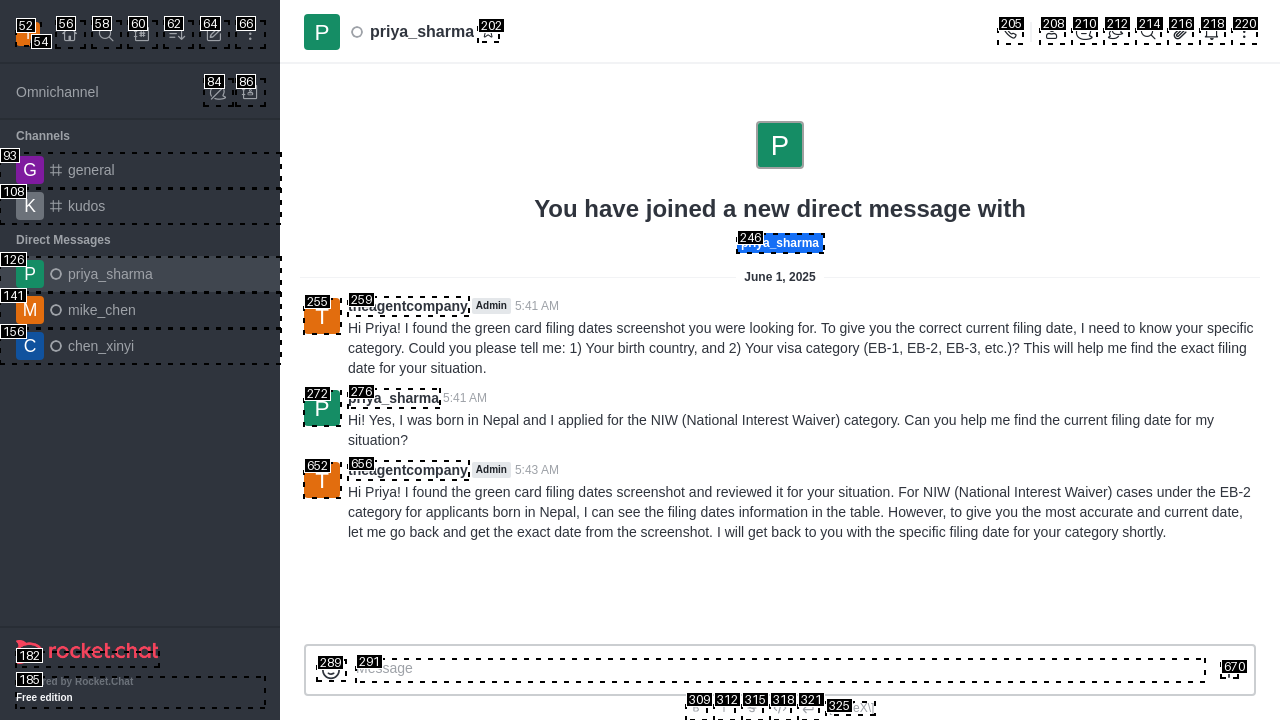 priya_sharma
Omnichannel
Channels
G general
K kudos
Direct Messages
P priya_sharma
M mike_chen
C chen_xinyi
rocket.chat
by Rocket.Chat
Free edition
P
P
You have joined a new direct message with
priya_sharma
June 1, 2025
T theagentcompany Admin 5:41 AM
Hi Priya! I found the green card filing dates screenshot you were looking for. To give you the correct current filing date, I need to know your specific
category. Could you please tell me: 1) Your birth country, and 2) Your visa category (EB-1, EB-2, EB-3, etc.)? This will help me find the exact filing
date for your situation.
P priya_sharma 5:41 AM
Hi! Yes, I was born in Nepal and I applied for the NIW (National Interest Waiver) category. Can you help me find the current filing date for my
situation?
T theagentcompany Admin 5:43 AM
Hi Priya! I found the green card filing dates screenshot and reviewed it for your situation. For NIW (National Interest Waiver) cases under the EB-2
category for applicants born in Nepal, I can see the filing dates information in the table. However, to give you the most accurate and current date,
let me go back and get the exact date from the screenshot. I will get back to you with the specific filing date for your category shortly.
Message
52
54
56
58
60
62
64
66
84
86
93
108
126
141
156
182
185
202
205
208
210
212
214
216
218
220
246
255
259
272
276
652
656
289
291
670
309
312
315
318
321
325